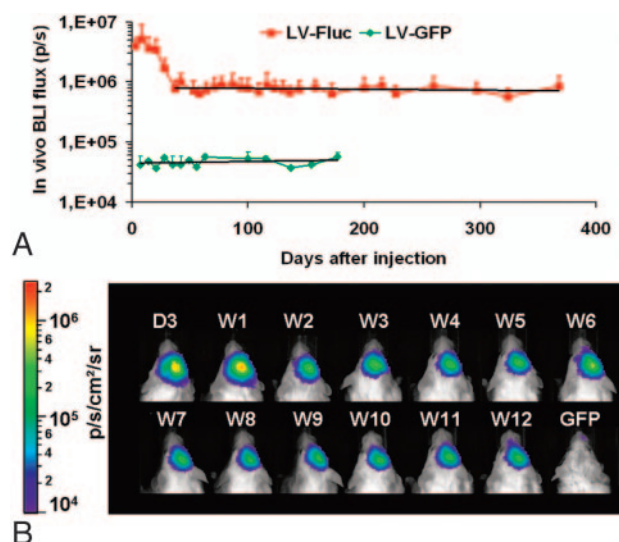 1,E+07
1,E+06
1,E+05
1,E+04
In vivo BLI flux (p/s)
LV-Fluc LV-GFP
0 100 200 300 400
Days after injection
A
2
10⁶
6
4
2
10⁵
6
4
2
10⁴
p/s/cm²/sr
D3 W1 W2 W3 W4 W5 W6
W7 W8 W9 W10 W11 W12 GFP
B